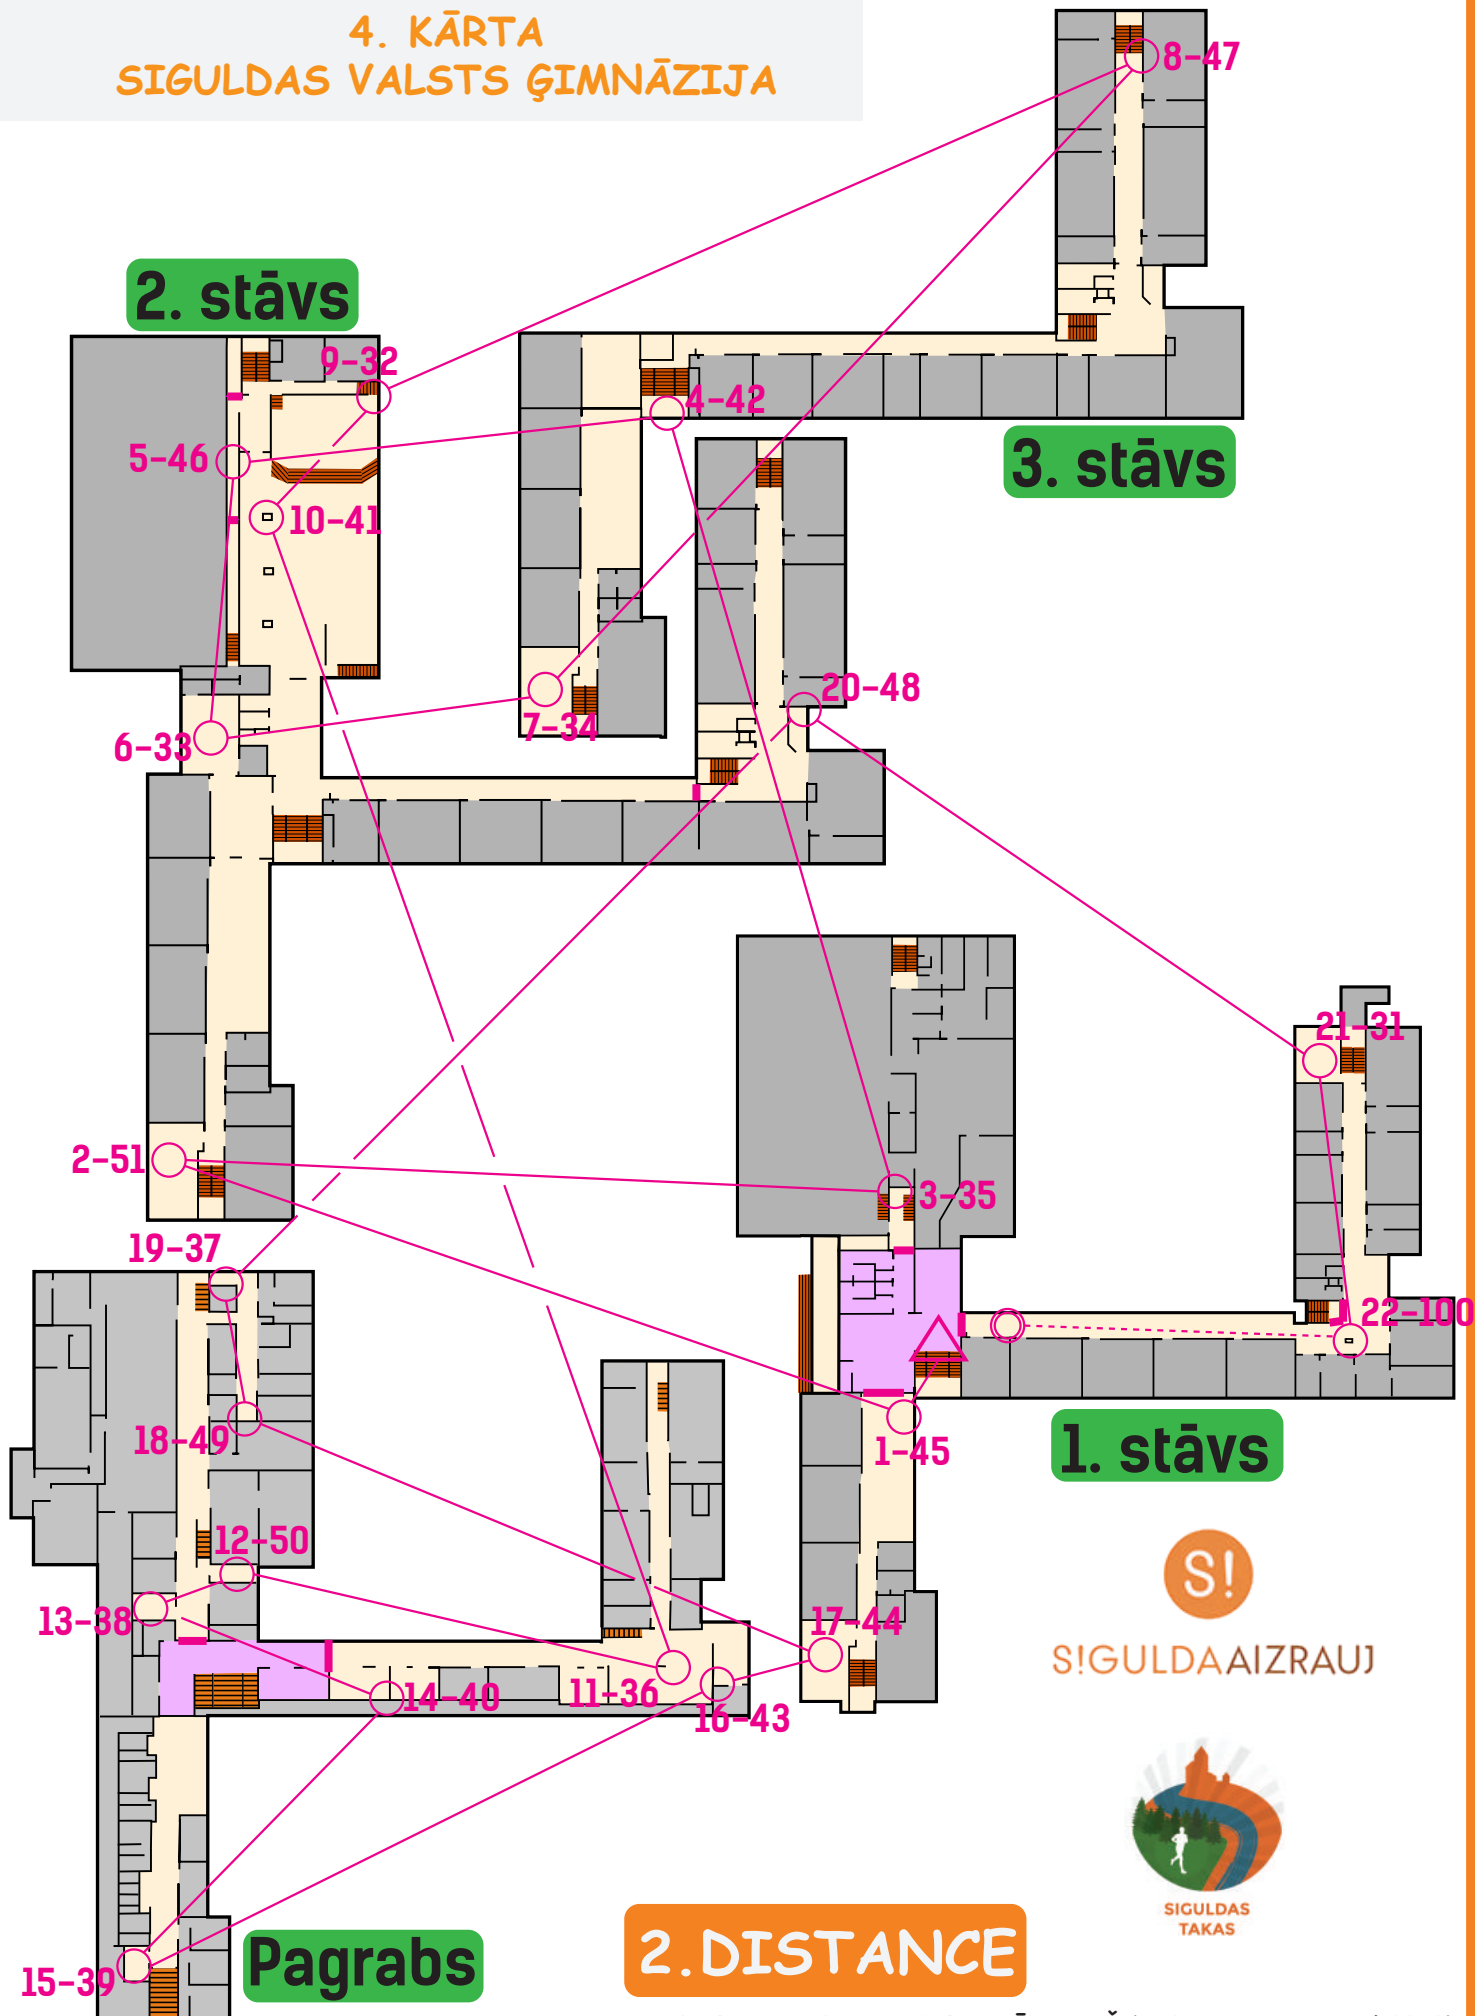 4. KĀRTA
SIGULDAS VALSTS ĢIMNĀZIJA
8-47
2. stāvs
9-32
4-42
5-46
3. stāvs
10-41
20-48
7-34
6-33
21-31
2-51
3-35
19-37
22-100
18-49
1-45
1. stāvs
12-50
S!
13-38
17-44
S!GULDAAIZRAUJ
14-40
11-36
16-43
SIGULDAS
TAKAS
Pagrabs
2.DISTANCE
15-39